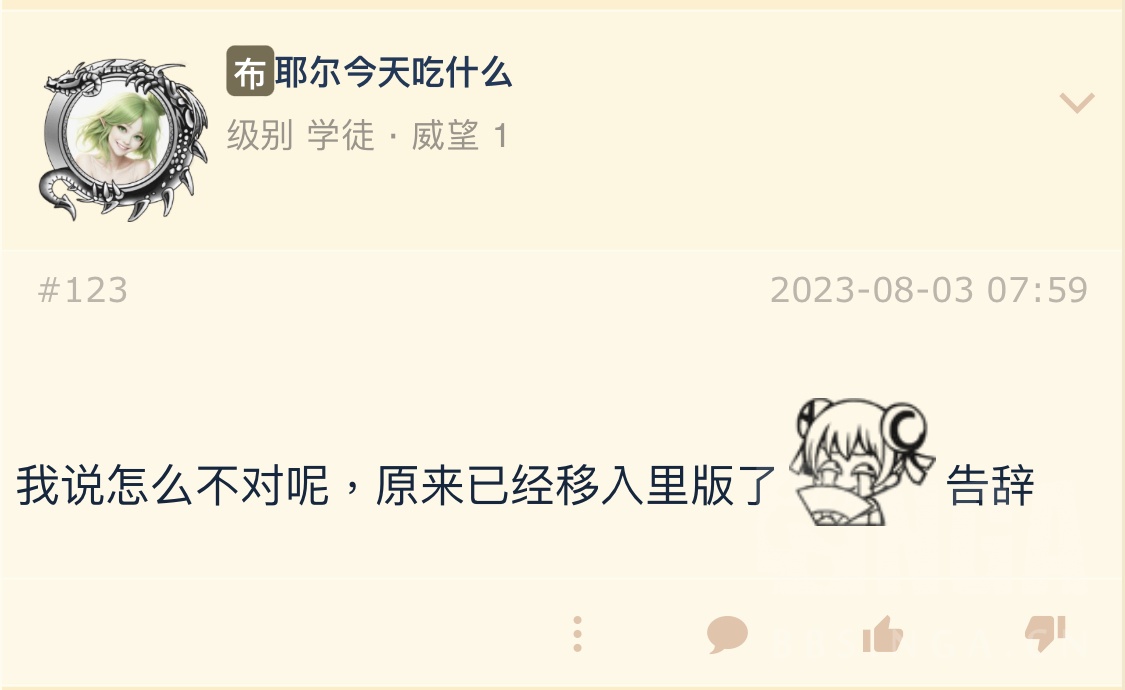 布耶尔今天吃什么
级别 学徒 · 威望 1
#123 2023-08-03 07:59
我说怎么不对呢，原来已经移入里版了 告辞